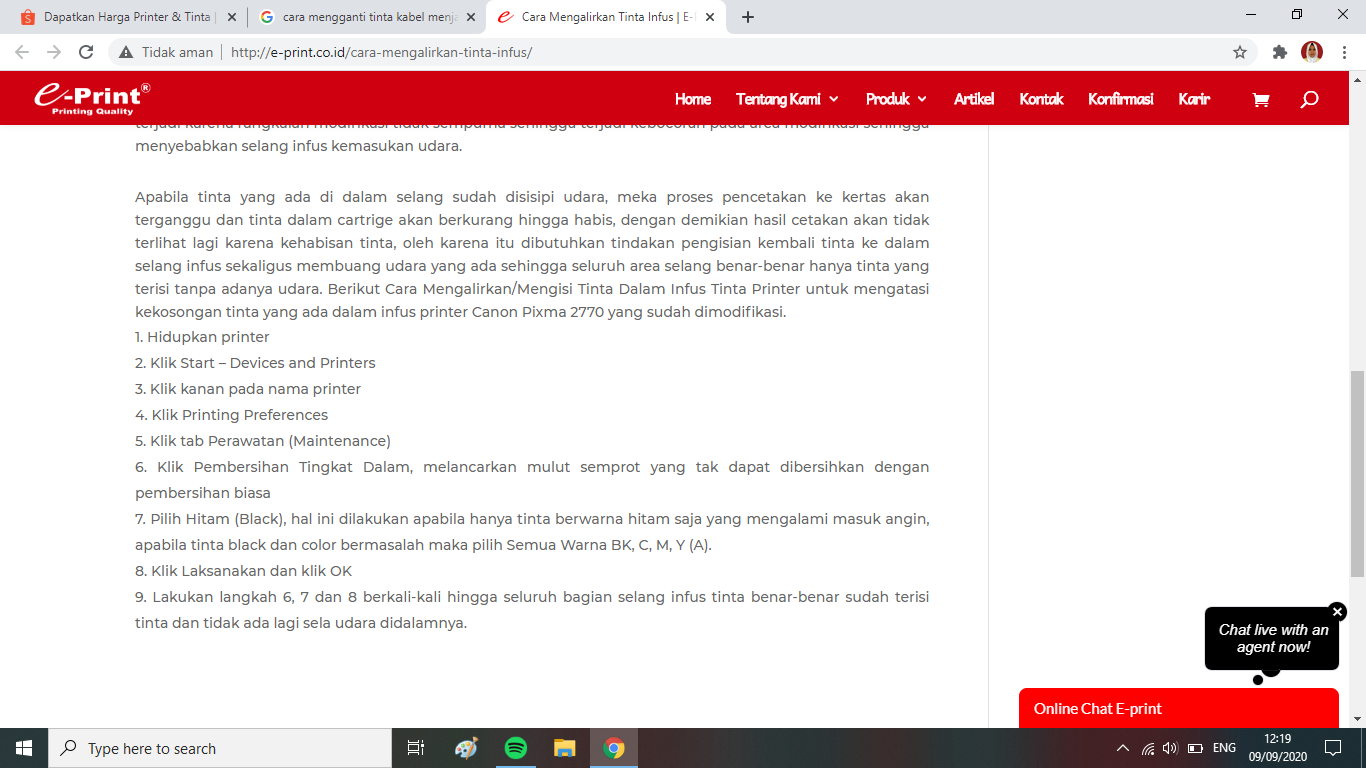 Dapatkan Harga Printer & Tinta |
cara mengganti tinta kabel menja
Cara Mengalirkan Tinta Infus | E-
Tidak aman
http://e-print.co.id/cara-mengalirkan-tinta-infus/
e-Print®
Printing Quality
Home Tentang Kami Produk Artikel Kontak Konfirmasi Karir
terjadi karena rangkaian modifikasi tidak sempurna sehingga terjadi kebocoran pada area modifikasi sehingga
menyebabkan selang infus kemasukan udara.
Apabila tinta yang ada di dalam selang sudah disisipi udara, meka proses pencetakan ke kertas akan
terganggu dan tinta dalam cartrige akan berkurang hingga habis, dengan demikian hasil cetakan akan tidak
terlihat lagi karena kehabisan tinta, oleh karena itu dibutuhkan tindakan pengisian kembali tinta ke dalam
selang infus sekaligus membuang udara yang ada sehingga seluruh area selang benar-benar hanya tinta yang
terisi tanpa adanya udara. Berikut Cara Mengalirkan/Mengisi Tinta Dalam Infus Tinta Printer untuk mengatasi
kekosongan tinta yang ada dalam infus printer Canon Pixma 2770 yang sudah dimodifikasi.
1. Hidupkan printer
2. Klik Start – Devices and Printers
3. Klik kanan pada nama printer
4. Klik Printing Preferences
5. Klik tab Perawatan (Maintenance)
6. Klik Pembersihan Tingkat Dalam, melancarkan mulut semprot yang tak dapat dibersihkan dengan
pembersihan biasa
7. Pilih Hitam (Black), hal ini dilakukan apabila hanya tinta berwarna hitam saja yang mengalami masuk angin,
apabila tinta black dan color bermasalah maka pilih Semua Warna BK, C, M, Y (A).
8. Klik Laksanakan dan klik OK
9. Lakukan langkah 6, 7 dan 8 berkali-kali hingga seluruh bagian selang infus tinta benar-benar sudah terisi
tinta dan tidak ada lagi sela udara didalamnya.
Chat live with an
agent now!
Online Chat E-print
Type here to search
ENG
12:19
09/09/2020